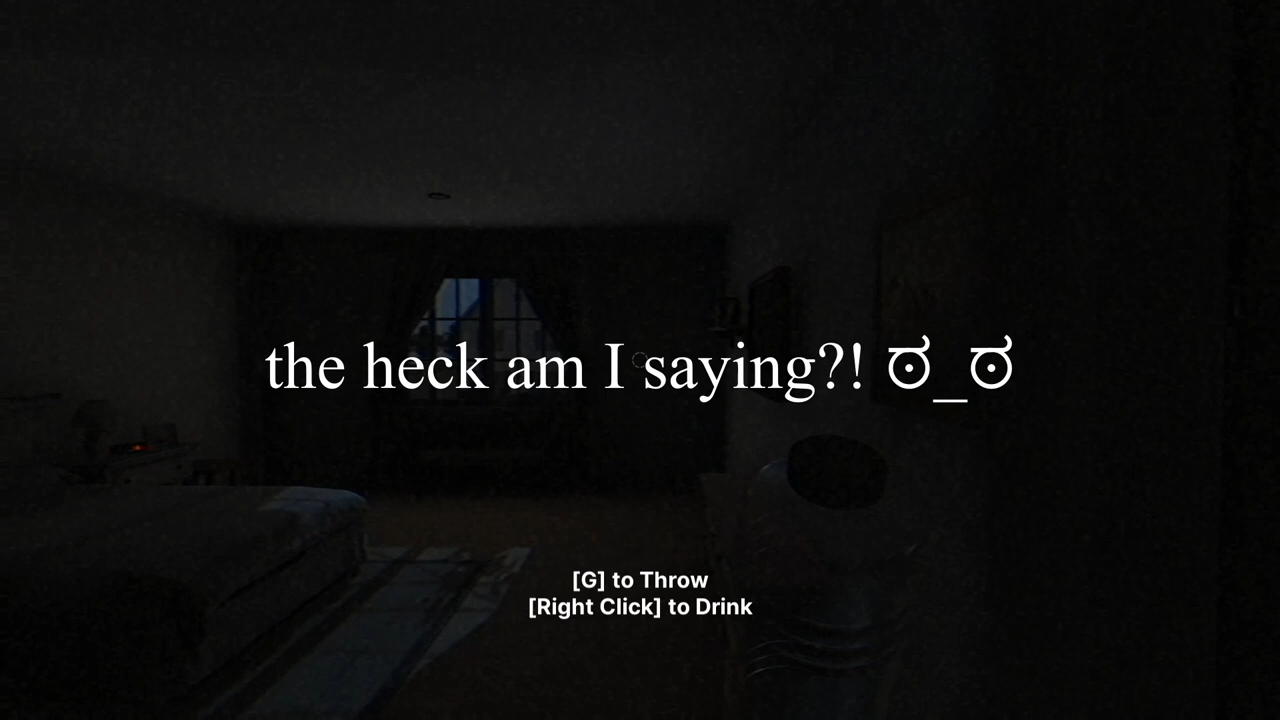 the heck am I saying?! ಠ_ಠ
[G] to Throw
[Right Click] to Drink